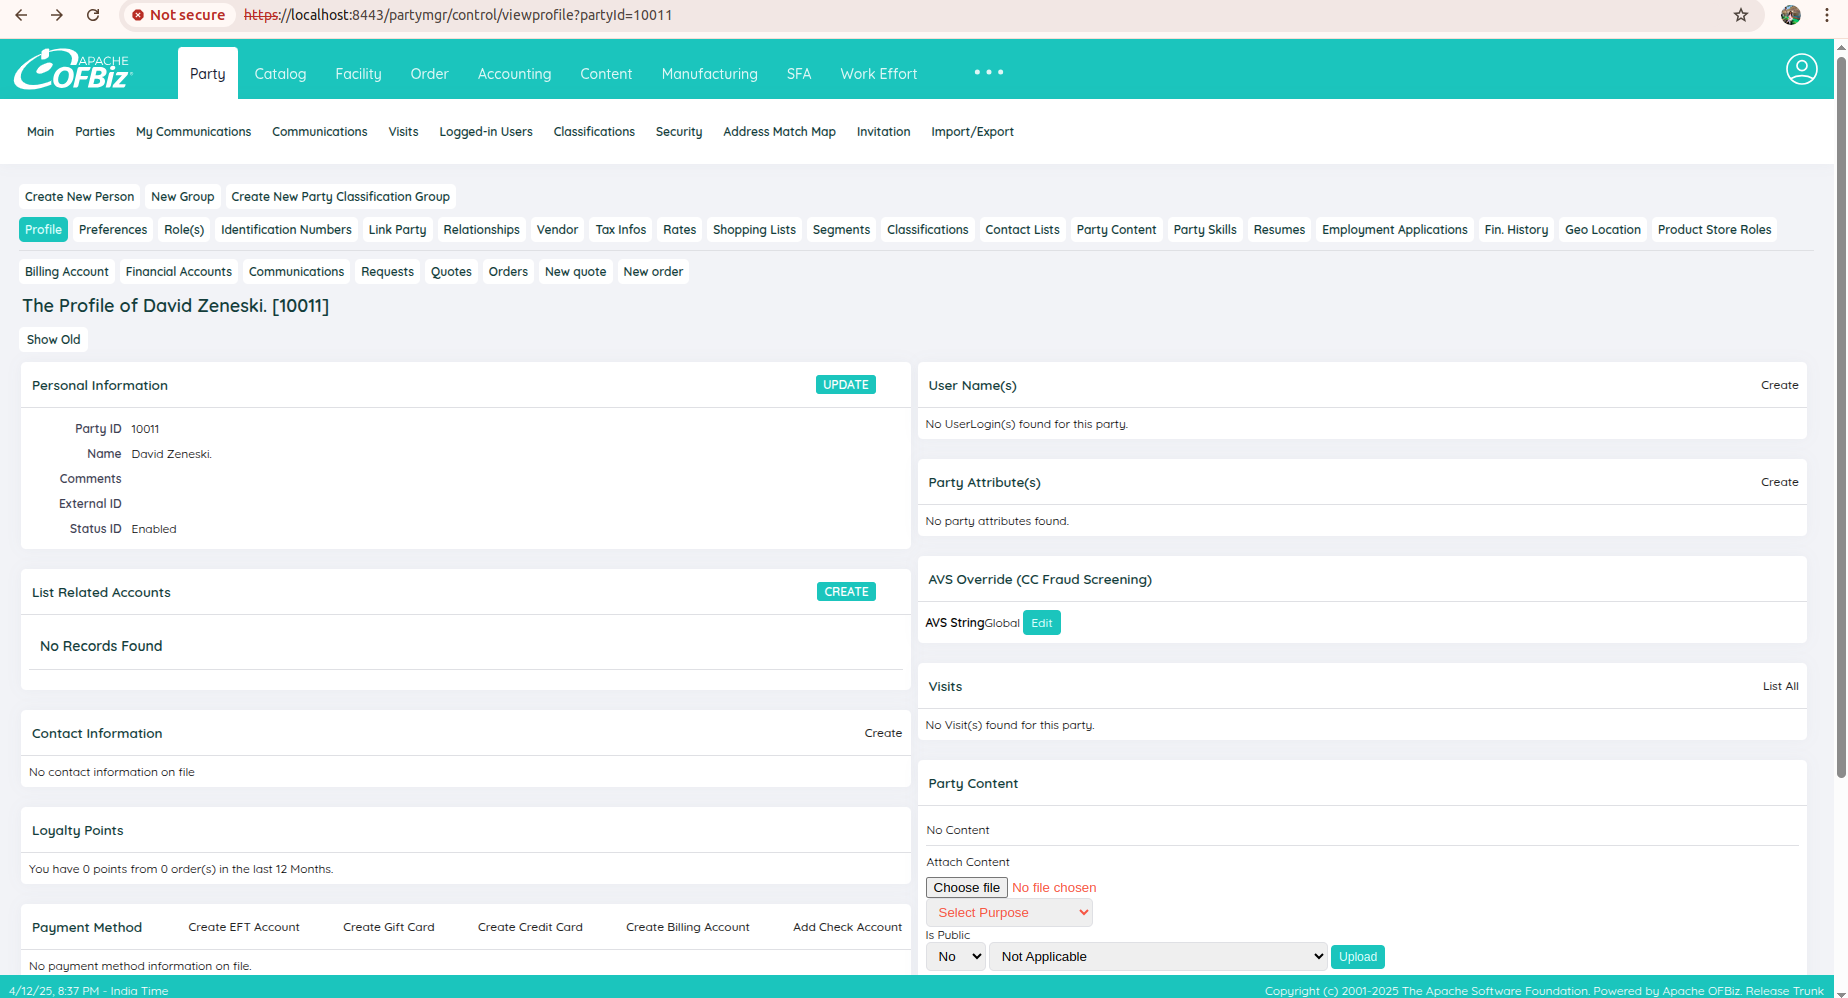 Not secure https://localhost:8443/partymgr/control/viewprofile?partyId=10011
APACHE OFBiz Party Catalog Facility Order Accounting Content Manufacturing SFA Work Effort
Main Parties My Communications Communications Visits Logged-in Users Classifications Security Address Match Map Invitation Import/Export
Create New Person New Group Create New Party Classification Group
Profile Preferences Role(s) Identification Numbers Link Party Relationships Vendor Tax Infos Rates Shopping Lists Segments Classifications Contact Lists Party Content Party Skills Resumes Employment Applications Fin. History Geo Location Product Store Roles
Billing Account Financial Accounts Communications Requests Quotes Orders New quote New order
The Profile of David Zeneski. [10011]
Show Old
Personal Information UPDATE
Party ID 10011
Name David Zeneski.
Comments
External ID
Status ID Enabled
List Related Accounts CREATE
No Records Found
Contact Information Create
No contact information on file
Loyalty Points
You have 0 points from 0 order(s) in the last 12 Months.
Payment Method Create EFT Account Create Gift Card Create Credit Card Create Billing Account Add Check Account
No payment method information on file.
User Name(s) Create
No UserLogin(s) found for this party.
Party Attribute(s) Create
No party attributes found.
AVS Override (CC Fraud Screening)
AVS StringGlobal Edit
Visits List All
No Visit(s) found for this party.
Party Content
No Content
Attach Content
Choose file No file chosen
Select Purpose
Is Public
No Not Applicable Upload
4/12/25, 8:37 PM - India Time Copyright (c) 2001-2025 The Apache Software Foundation. Powered by Apache OFBiz. Release Trunk